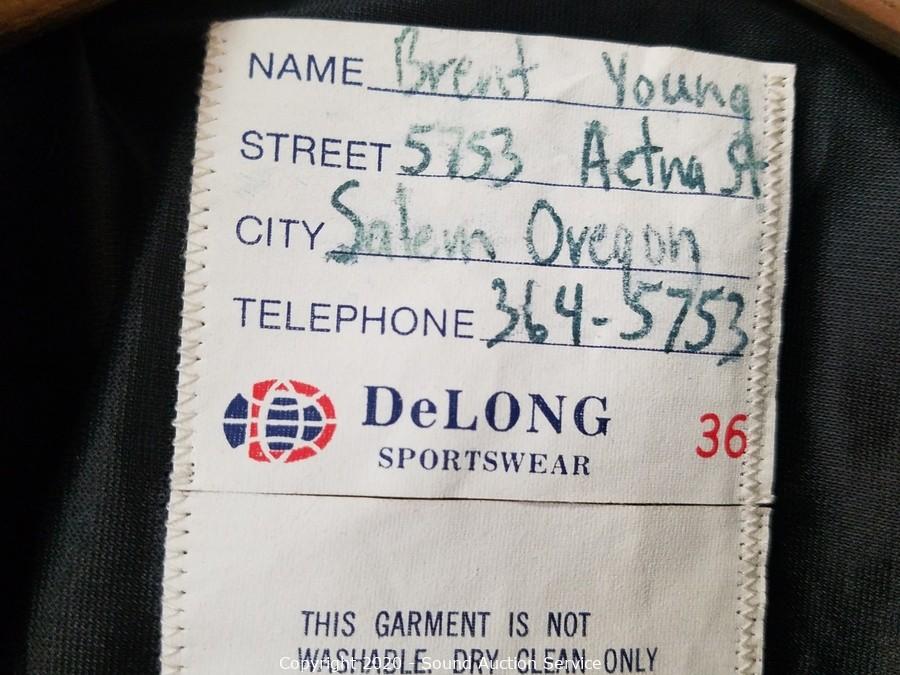 NAME Brent Young
STREET 5753 Aetna St
CITY Salem Oregon
TELEPHONE 364-5753
DeLONG 36
SPORTSWEAR
THIS GARMENT IS NOT
WASHABLE. DRY CLEAN ONLY
Copyright 2020 - Sound Auction Service